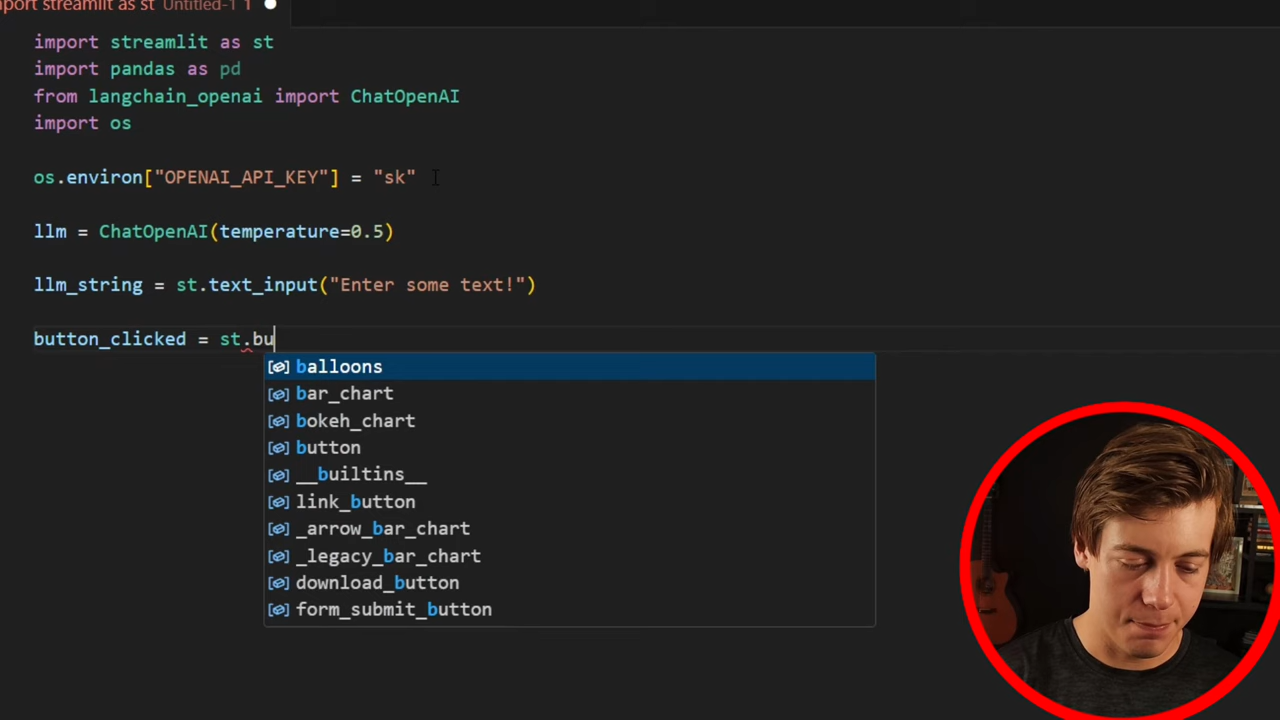 import streamlit as st Untitled-1 1
import streamlit as st
import pandas as pd
from langchain_openai import ChatOpenAI
import os
os.environ["OPENAI_API_KEY"] = "sk"
llm = ChatOpenAI(temperature=0.5)
llm_string = st.text_input("Enter some text!")
button_clicked = st.bu
balloons
bar_chart
bokeh_chart
button
__builtins__
link_button
_arrow_bar_chart
_legacy_bar_chart
download_button
form_submit_button